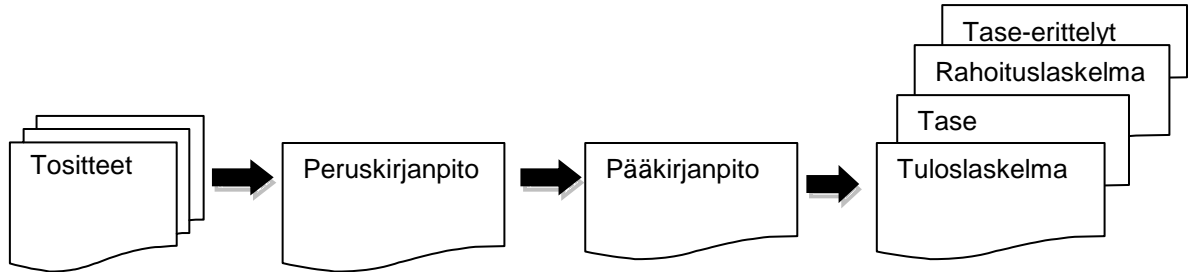 Tositteet
Peruskirjanpito
Pääkirjanpito
Tase-erittelyt
Rahoituslaskelma
Tase
Tuloslaskelma